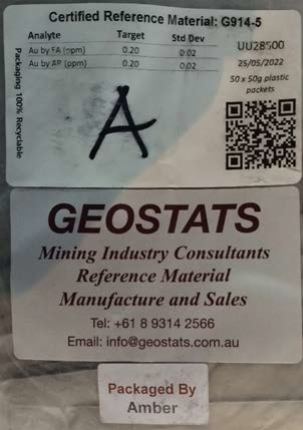 Certified Reference Material: G914-5
Analyte Target Std Dev
Au by FA (ppm) 0.20 0.02
Au by AR (ppm) 0.20 0.02
UU28500
25/05/2022
50 x 50g plastic
packets
Packaging 100% Recyclable
A
GEOSTATS
Mining Industry Consultants
Reference Material
Manufacture and Sales
Tel: +61 8 9314 2566
Email: info@geostats.com.au
Packaged By
Amber